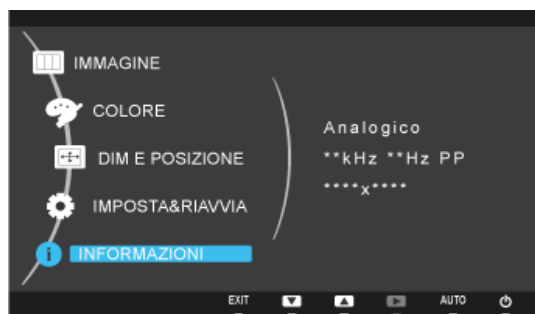 IMMAGINE
COLORE
DIM E POSIZIONE
IMPOSTA&RIAVVIA
INFORMAZIONI
Analogico
**kHz **Hz PP
****x****
EXIT AUTO